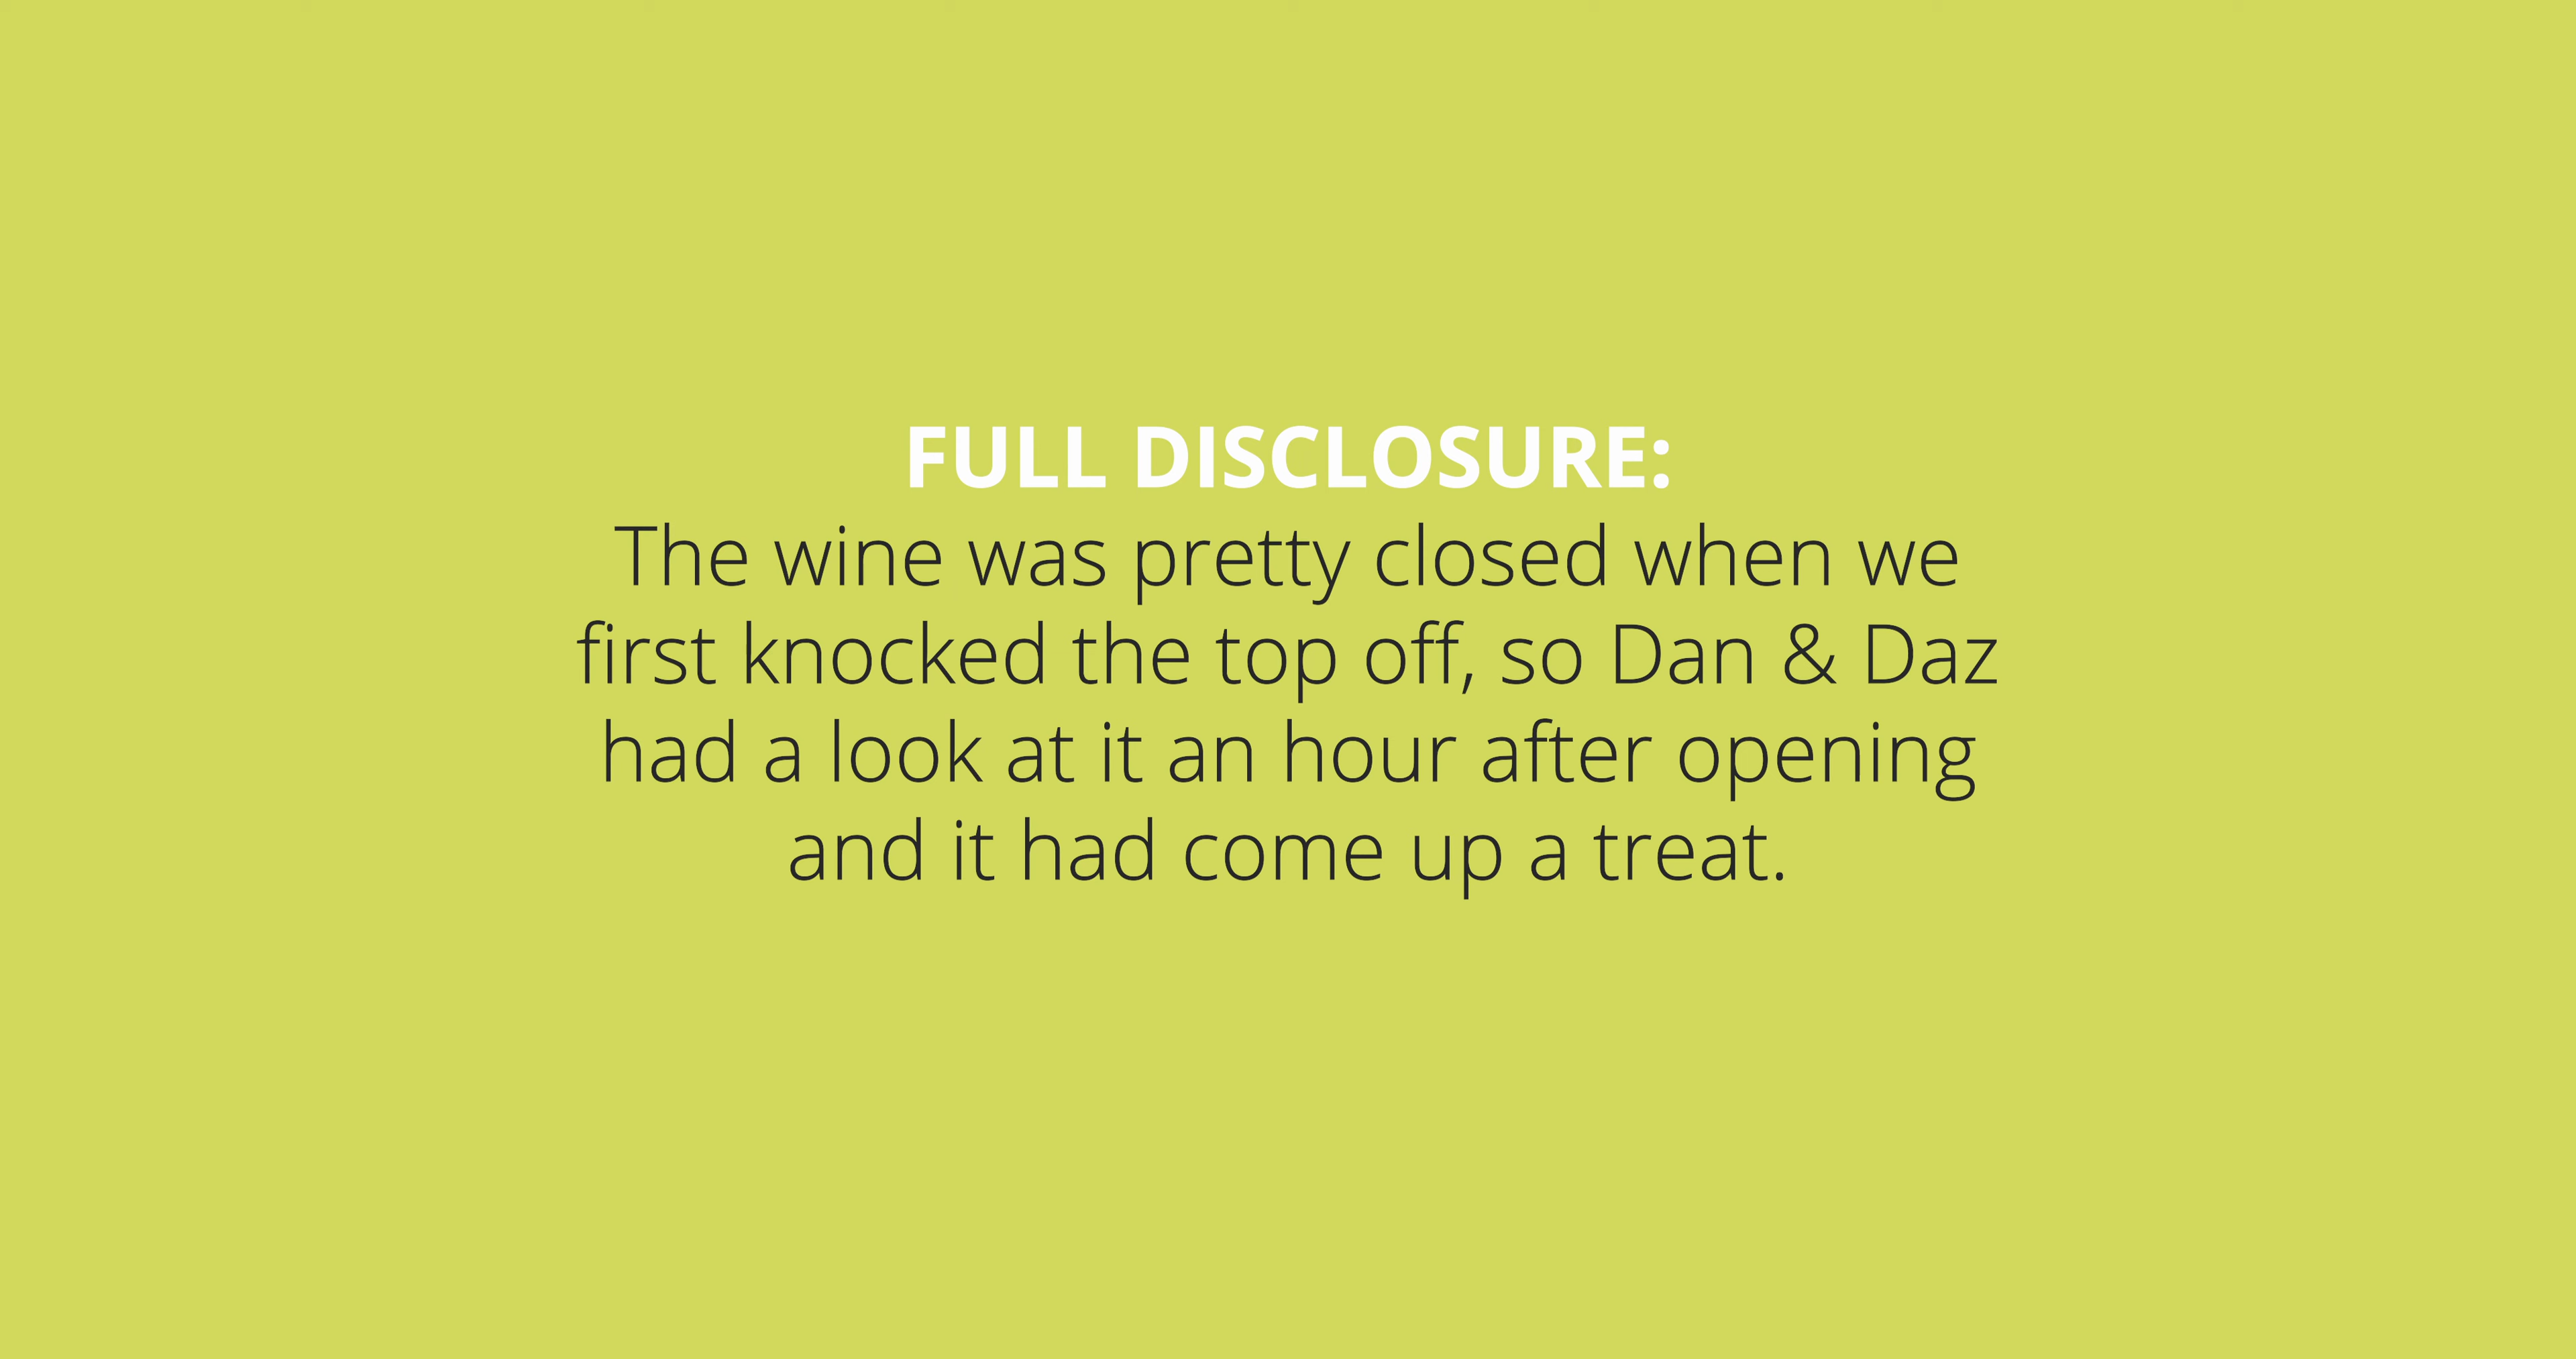 FULL DISCLOSURE:
The wine was pretty closed when we
first knocked the top off, so Dan & Daz
had a look at it an hour after opening
and it had come up a treat.